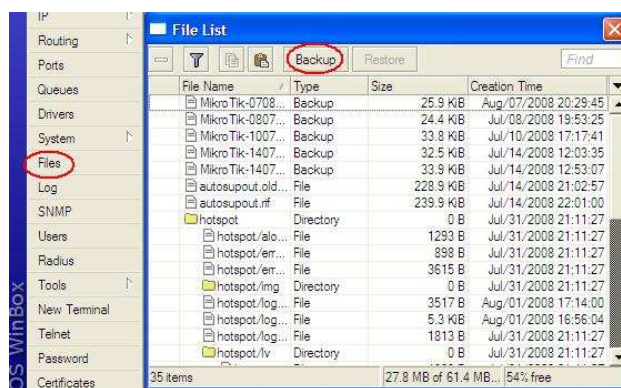 IP
Routing
Ports
Queues
Drivers
System
Files
Log
SNMP
Users
Radius
Tools
New Terminal
Telnet
Password
Certificates
OS WinBox
File List
Backup Restore Find
File Name / Type Size Creation Time
MikroTik-0708... Backup 25.9 KiB Aug/07/2008 20:29:45
MikroTik-0807... Backup 24.4 KiB Jul/08/2008 19:53:25
MikroTik-1007... Backup 33.8 KiB Jul/10/2008 17:17:41
MikroTik-1407... Backup 32.5 KiB Jul/14/2008 12:03:35
MikroTik-1407... Backup 33.9 KiB Jul/14/2008 12:53:07
autosupout.old... File 228.9 KiB Jul/14/2008 21:02:57
autosupout.rif File 239.9 KiB Jul/14/2008 22:01:00
hotspot Directory 0 B Jul/31/2008 21:11:27
hotspot/alo... File 1293 B Jul/31/2008 21:11:27
hotspot/err... File 898 B Jul/31/2008 21:11:27
hotspot/err... File 3615 B Jul/31/2008 21:11:27
hotspot/img Directory 0 B Jul/31/2008 21:11:27
hotspot/log... File 3517 B Aug/01/2008 17:14:00
hotspot/log... File 5.3 KiB Aug/01/2008 16:56:04
hotspot/log... File 1813 B Jul/31/2008 21:11:27
hotspot/lv Directory 0 B Jul/31/2008 21:11:27
35 items 27.8 MB of 61.4 MB... 54% free